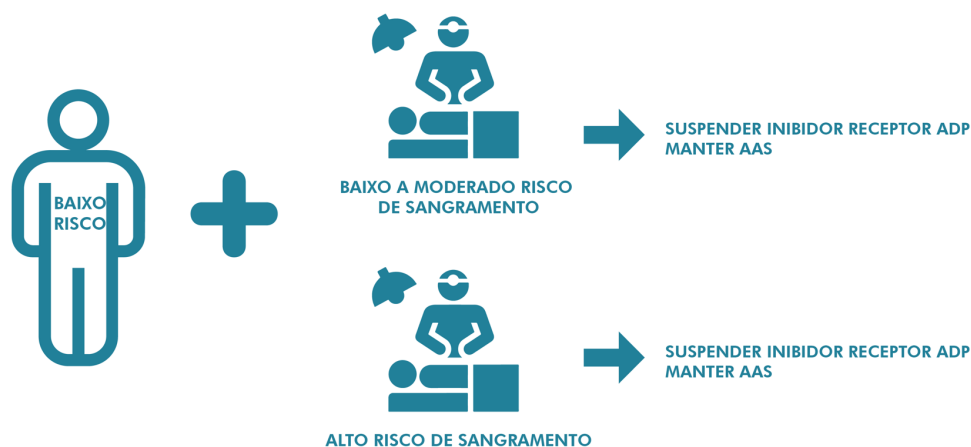 BAIXO
RISCO
BAIXO A MODERADO RISCO
DE SANGRAMENTO
SUSPENDER INIBIDOR RECEPTOR ADP
MANTER AAS
ALTO RISCO DE SANGRAMENTO
SUSPENDER INIBIDOR RECEPTOR ADP
MANTER AAS